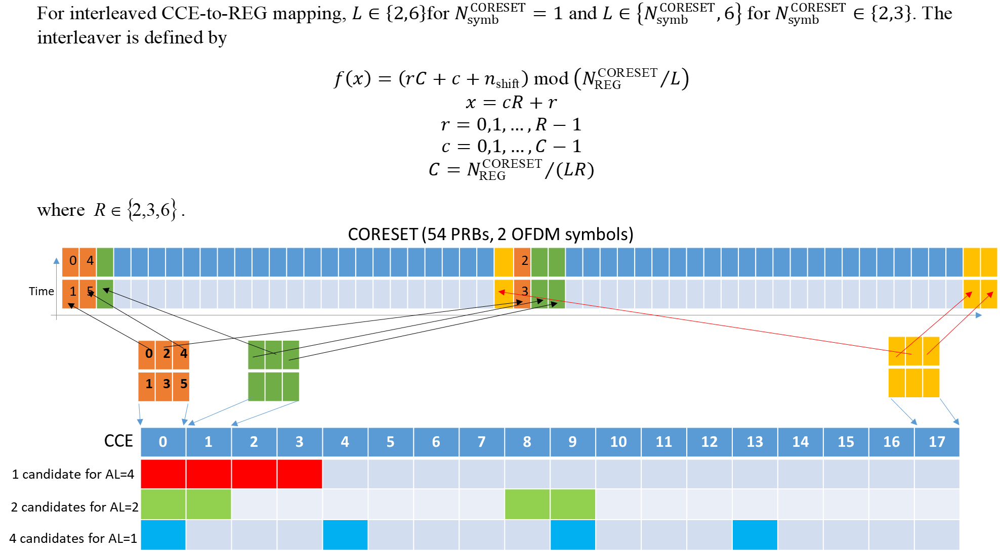 For interleaved CCE-to-REG mapping, L ∈ {2,6}for N_symb^CORESET = 1 and L ∈ {N_symb^CORESET, 6} for N_symb^CORESET ∈ {2,3}. The
interleaver is defined by
f(x) = (rC + c + n_shift) mod (N_REG^CORESET/L)
x = cR + r
r = 0,1, … , R − 1
c = 0,1, … , C − 1
C = N_REG^CORESET/(LR)
where R ∈ {2,3,6}.
CORESET (54 PRBs, 2 OFDM symbols)
0 4 2
Time 1 5 3
0 2 4
1 3 5
CCE 0 1 2 3 4 5 6 7 8 9 10 11 12 13 14 15 16 17
1 candidate for AL=4
2 candidates for AL=2
4 candidates for AL=1